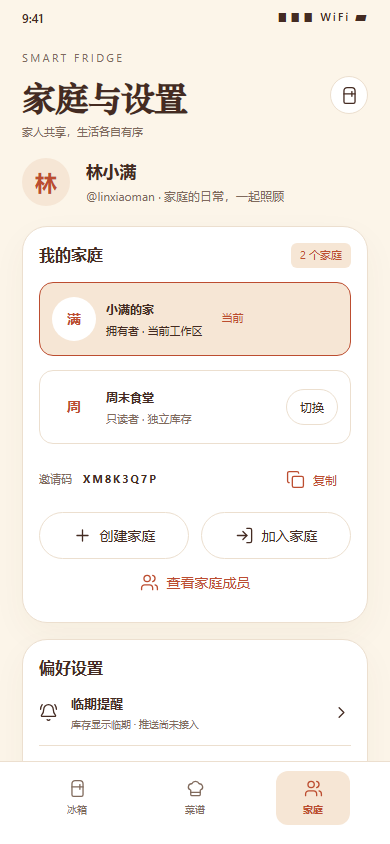 9:41
WiFi
SMART FRIDGE
家庭与设置
家人共享，生活各自有序
林
林小满
@linxiaoman · 家庭的日常，一起照顾
我的家庭
2 个家庭
满
小满的家
拥有者 · 当前工作区
当前
周
周末食堂
只读者 · 独立库存
切换
邀请码 XM8K3Q7P
复制
创建家庭
加入家庭
查看家庭成员
偏好设置
临期提醒
库存显示临期 · 推送尚未接入
冰箱
菜谱
家庭